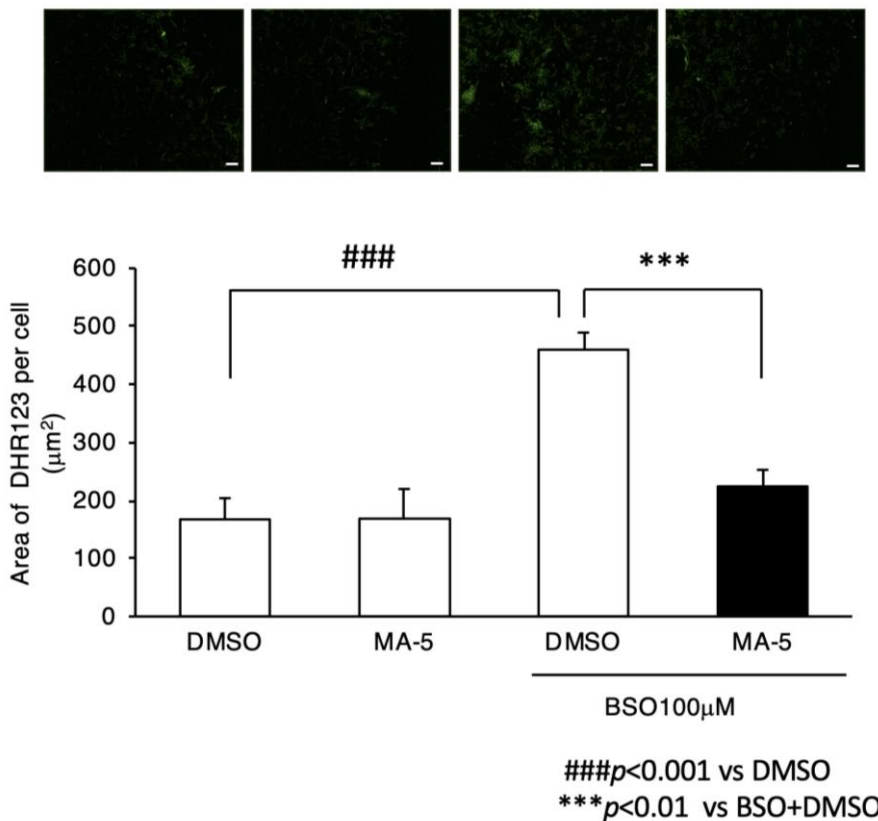 ### ***
Area of DHR123 per cell
(μm²)
600
500
400
300
200
100
0
DMSO MA-5 DMSO MA-5
BSO100μM
###p<0.001 vs DMSO
***p<0.01 vs BSO+DMSO